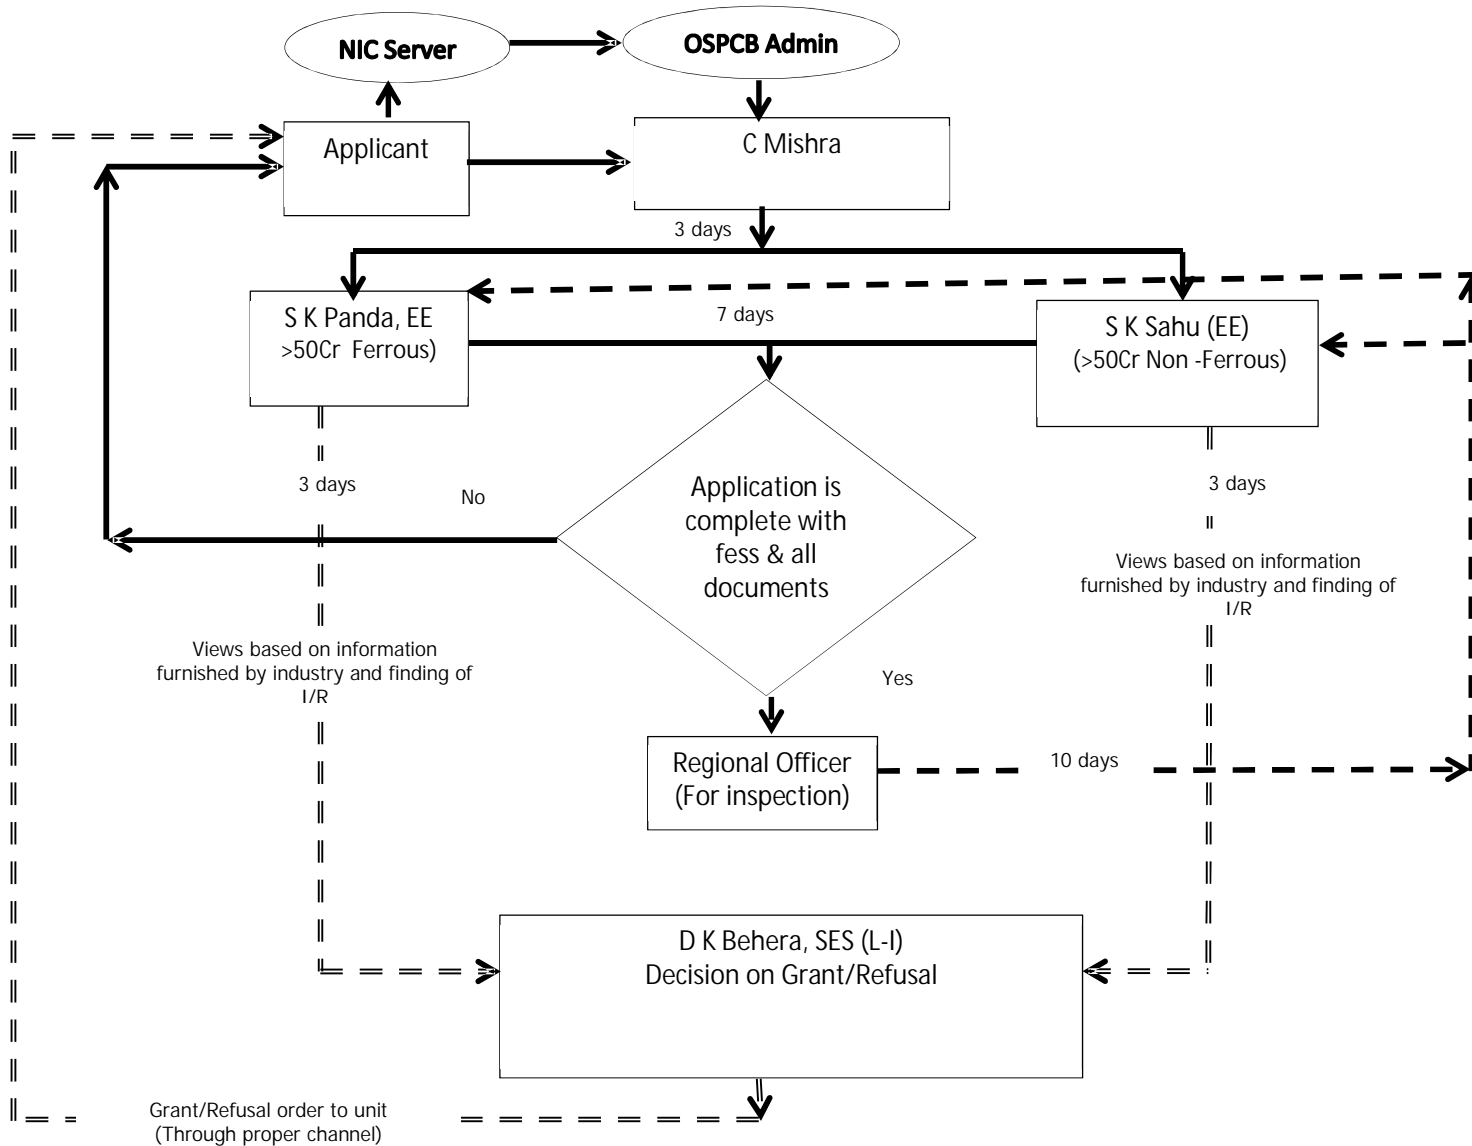 NIC Server
OSPCB Admin
Applicant
C Mishra
3 days
S K Panda, EE
>50Cr Ferrous)
7 days
S K Sahu (EE)
(>50Cr Non -Ferrous)
3 days
No
Application is
complete with
fess & all
documents
3 days
Views based on information
furnished by industry and finding of
I/R
Views based on information
furnished by industry and finding of
I/R
Yes
Regional Officer
(For inspection)
10 days
D K Behera, SES (L-I)
Decision on Grant/Refusal
Grant/Refusal order to unit
(Through proper channel)